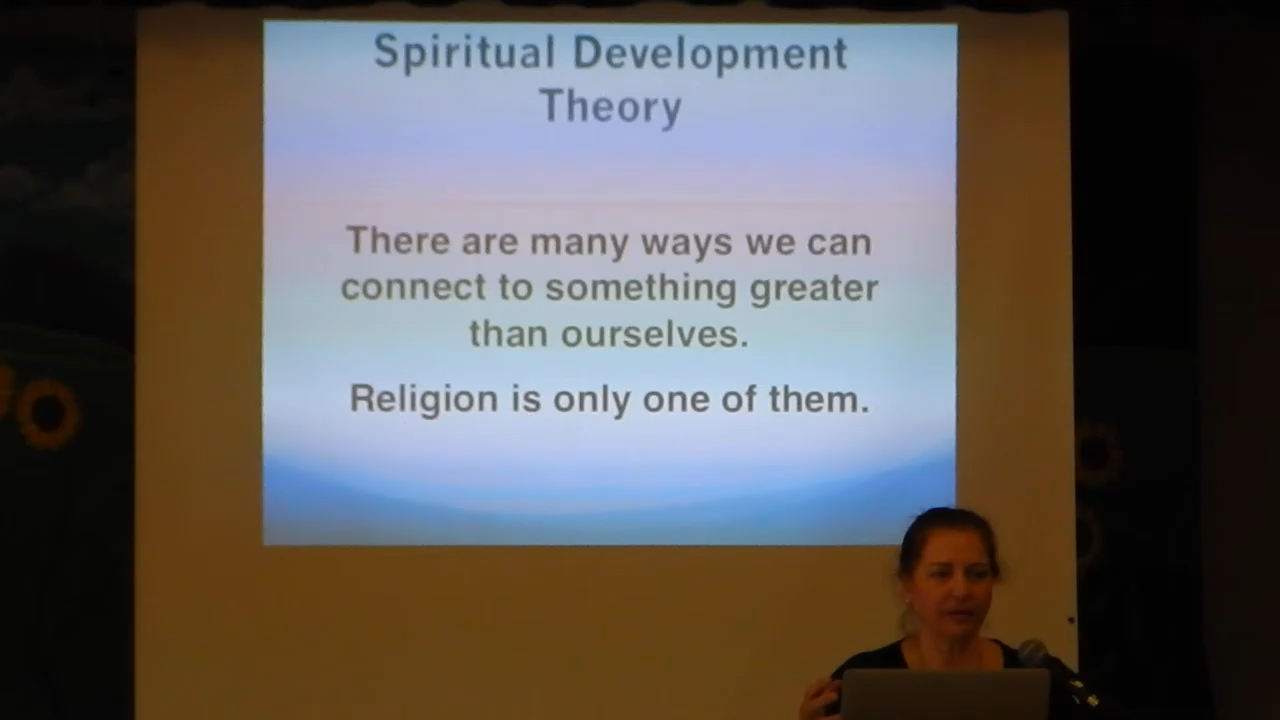 Spiritual Development
Theory
There are many ways we can
connect to something greater
than ourselves.
Religion is only one of them.